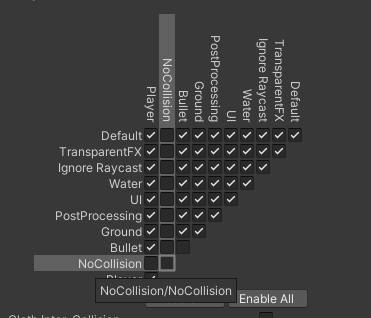 Player
NoCollision
Bullet
Ground
PostProcessing
UI
Water
Ignore Raycast
TransparentFX
Default
Default
TransparentFX
Ignore Raycast
Water
UI
PostProcessing
Ground
Bullet
NoCollision
Player
NoCollision/NoCollision
Enable All
Cloth Inter-Collision